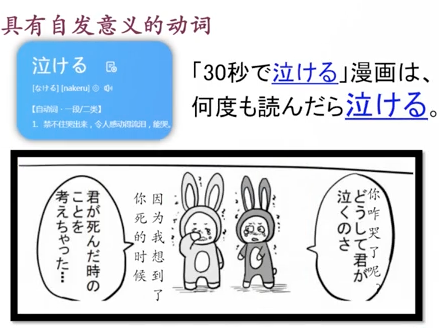 具有自发意义的动词
泣ける
[なける] [nakeru]
【自动词・一段/二类】
1. 禁不住哭出来，令人感动得流泪，能哭。
「30秒で泣ける」漫画は、
何度も読んだら泣ける。
你咋哭了呢。
どうして君が
泣くのさ
因为我想到了
你死的时候
君が死んだ時の
ことを
考えちゃった…